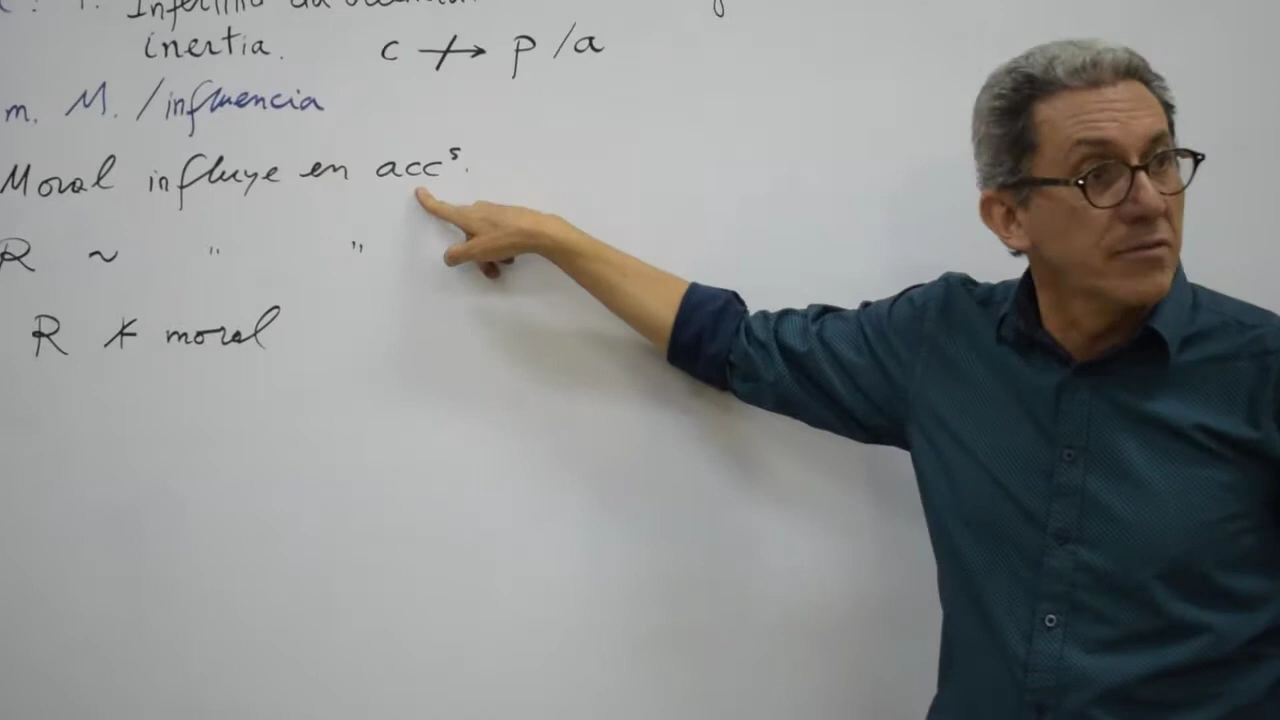 inertia. c ↛ p/a
m. M. /influencia
Moral influye en accˢ.
R ~ " "
R ⊀ moral